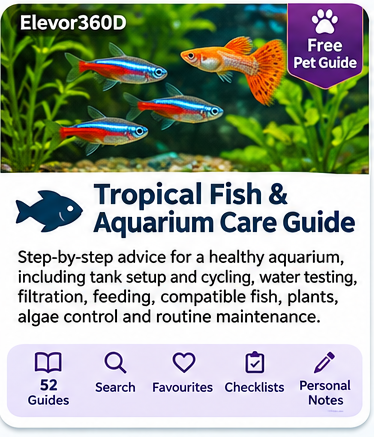 Elevor360D
Free
Pet Guide
Tropical Fish &
Aquarium Care Guide
Step-by-step advice for a healthy aquarium,
including tank setup and cycling, water testing,
filtration, feeding, compatible fish, plants,
algae control and routine maintenance.
52
Guides
Search
Favourites
Checklists
Personal
Notes